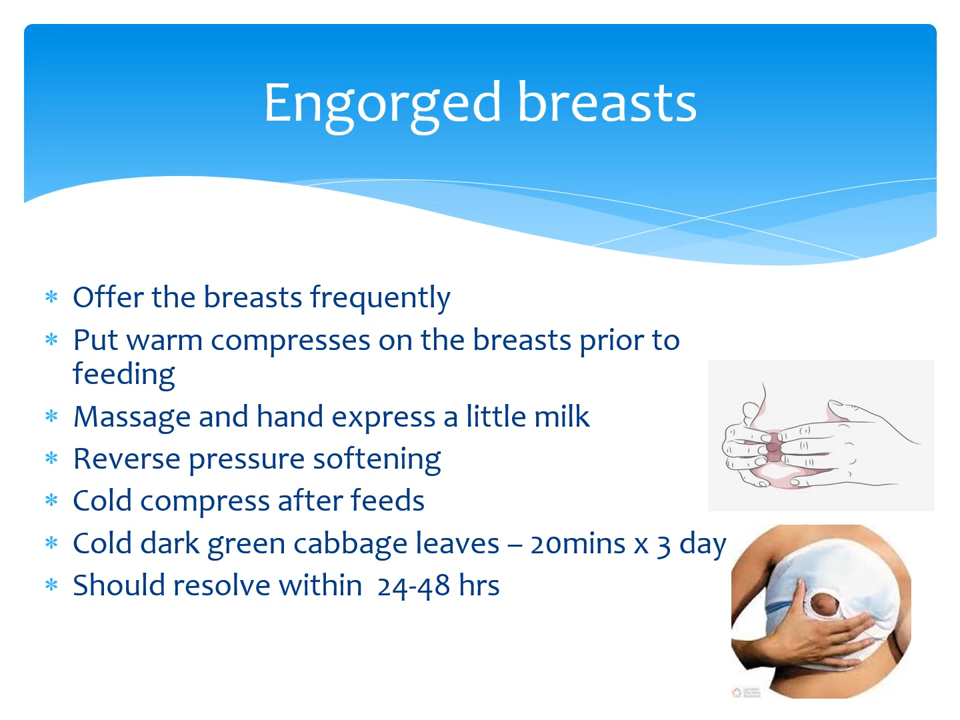 Engorged breasts
* Offer the breasts frequently
* Put warm compresses on the breasts prior to
feeding
* Massage and hand express a little milk
* Reverse pressure softening
* Cold compress after feeds
* Cold dark green cabbage leaves – 20mins x 3 day
* Should resolve within  24-48 hrs